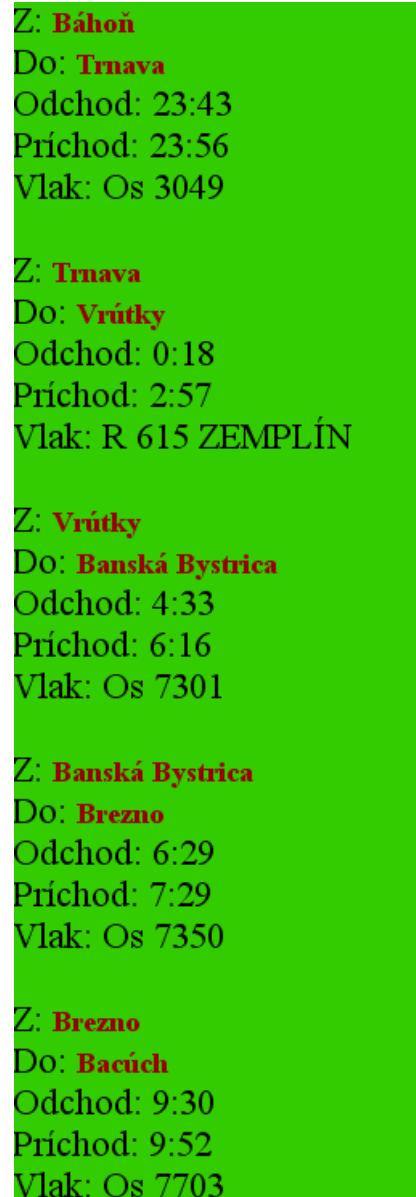 Z: Báhoň
Do: Trnava
Odchod: 23:43
Príchod: 23:56
Vlak: Os 3049
Z: Trnava
Do: Vrútky
Odchod: 0:18
Príchod: 2:57
Vlak: R 615 ZEMPLÍN
Z: Vrútky
Do: Banská Bystrica
Odchod: 4:33
Príchod: 6:16
Vlak: Os 7301
Z: Banská Bystrica
Do: Brezno
Odchod: 6:29
Príchod: 7:29
Vlak: Os 7350
Z: Brezno
Do: Bacúch
Odchod: 9:30
Príchod: 9:52
Vlak: Os 7703